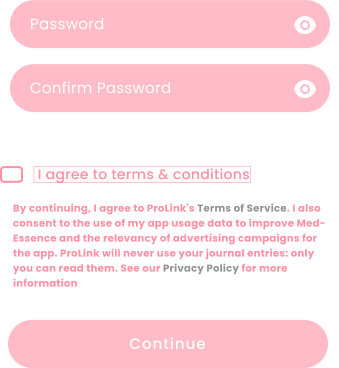 Password
Confirm Password
I agree to terms & conditions
By continuing, I agree to ProLink's Terms of Service. I also
consent to the use of my app usage data to improve Med-
Essence and the relevancy of advertising campaigns for
the app. ProLink will never use your journal entries: only
you can read them. See our Privacy Policy for more
information
Continue